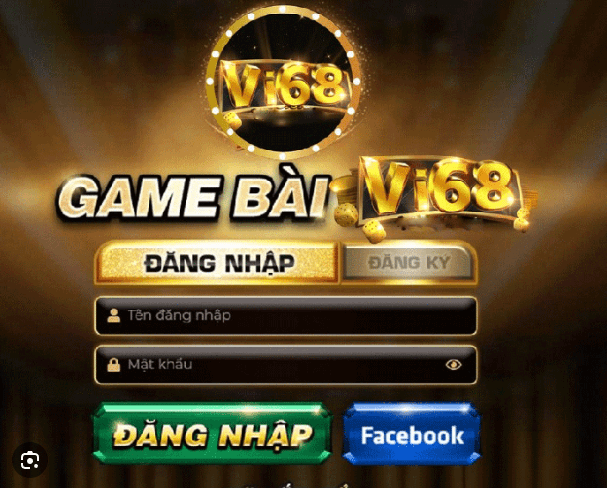 Vi68
GAME BÀI Vi68
ĐĂNG NHẬP ĐĂNG KÝ
Tên đăng nhập
Mật khẩu
ĐĂNG NHẬP Facebook